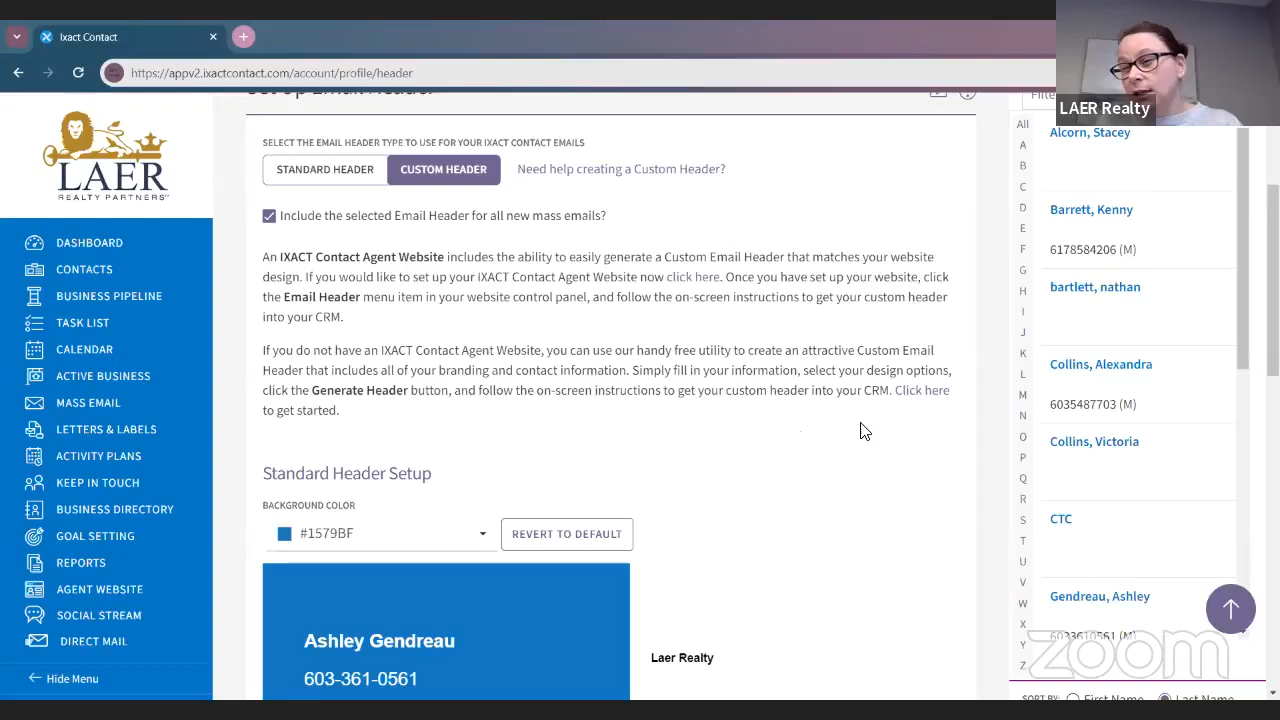 Ixact Contact
https://appv2.ixactcontact.com/account/profile/header
LAER Realty
LAER
REALTY PARTNERS
DASHBOARD
CONTACTS
BUSINESS PIPELINE
TASK LIST
CALENDAR
ACTIVE BUSINESS
MASS EMAIL
LETTERS & LABELS
ACTIVITY PLANS
KEEP IN TOUCH
BUSINESS DIRECTORY
GOAL SETTING
REPORTS
AGENT WEBSITE
SOCIAL STREAM
DIRECT MAIL
Hide Menu
Set Up Email Header
SELECT THE EMAIL HEADER TYPE TO USE FOR YOUR IXACT CONTACT EMAILS
STANDARD HEADER
CUSTOM HEADER
Need help creating a Custom Header?
Include the selected Email Header for all new mass emails?
An IXACT Contact Agent Website includes the ability to easily generate a Custom Email Header that matches your website
design. If you would like to set up your IXACT Contact Agent Website now click here. Once you have set up your website, click
the Email Header menu item in your website control panel, and follow the on-screen instructions to get your custom header
into your CRM.
If you do not have an IXACT Contact Agent Website, you can use our handy free utility to create an attractive Custom Email
Header that includes all of your branding and contact information. Simply fill in your information, select your design options,
click the Generate Header button, and follow the on-screen instructions to get your custom header into your CRM. Click here
to get started.
Standard Header Setup
BACKGROUND COLOR
#1579BF
REVERT TO DEFAULT
Ashley Gendreau
603-361-0561
Laer Realty
Filte
All
A
B
C
D
E
F
G
H
I
J
K
L
M
N
O
P
Q
R
S
T
U
V
W
X
Y
Z
Alcorn, Stacey
Barrett, Kenny
6178584206 (M)
bartlett, nathan
Collins, Alexandra
6035487703 (M)
Collins, Victoria
CTC
Gendreau, Ashley
6033610561 (M)
zoom
SORT BY:
First Name
Last Name